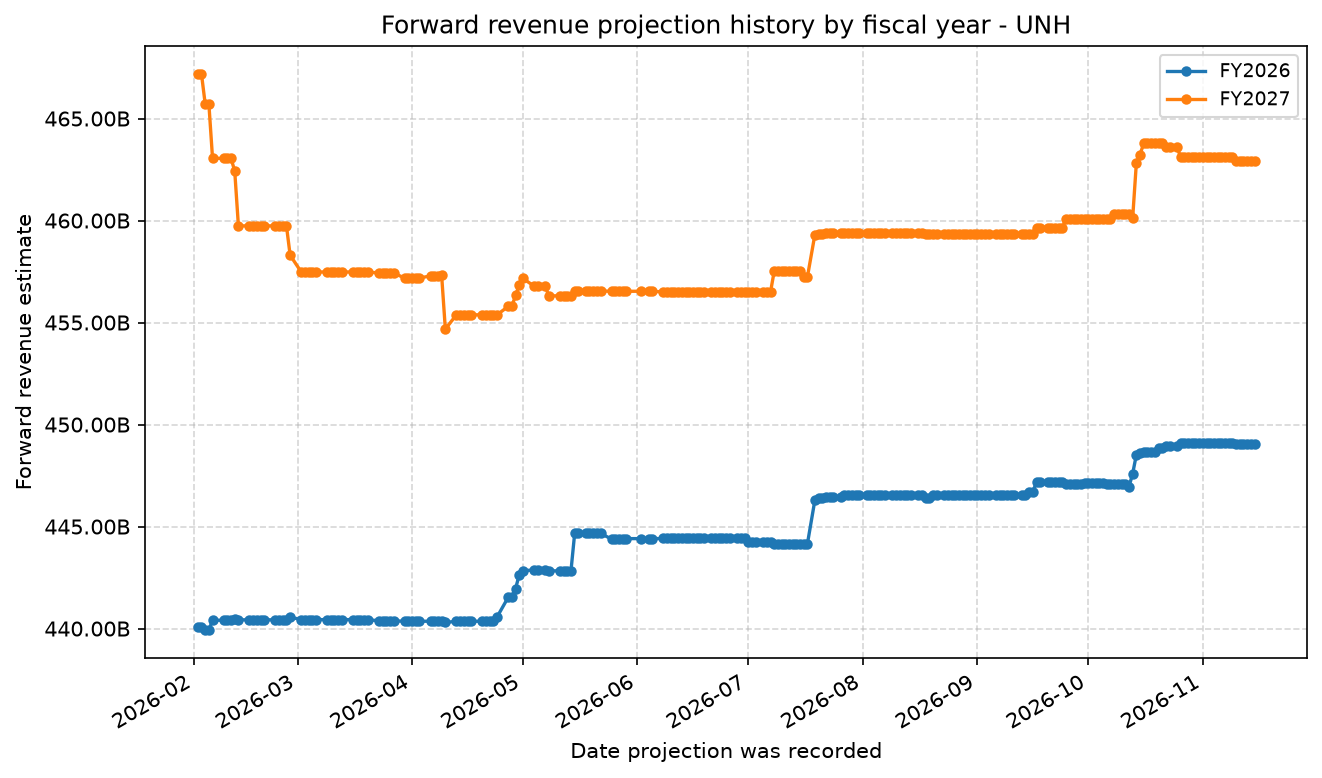 Forward revenue projection history by fiscal year - UNH
FY2026
FY2027
Forward revenue estimate
465.00B
460.00B
455.00B
450.00B
445.00B
440.00B
2026-02
2026-03
2026-04
2026-05
2026-06
2026-07
2026-08
2026-09
2026-10
2026-11
Date projection was recorded